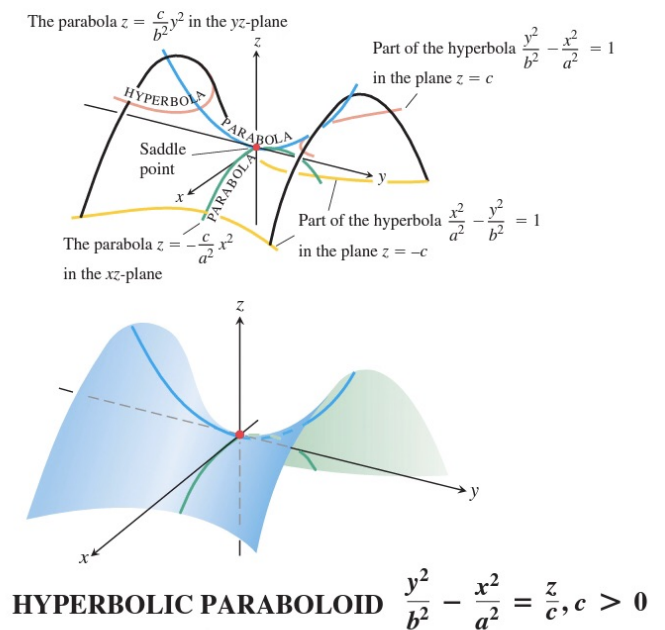 The parabola z = c/b² y² in the yz-plane
z
Part of the hyperbola y²/b² − x²/a² = 1
in the plane z = c
HYPERBOLA
PARABOLA
Saddle
point
PARABOLA
x
y
Part of the hyperbola x²/a² − y²/b² = 1
in the plane z = −c
The parabola z = − c/a² x²
in the xz-plane
z
y
x
HYPERBOLIC PARABOLOID y²/b² − x²/a² = z/c, c > 0